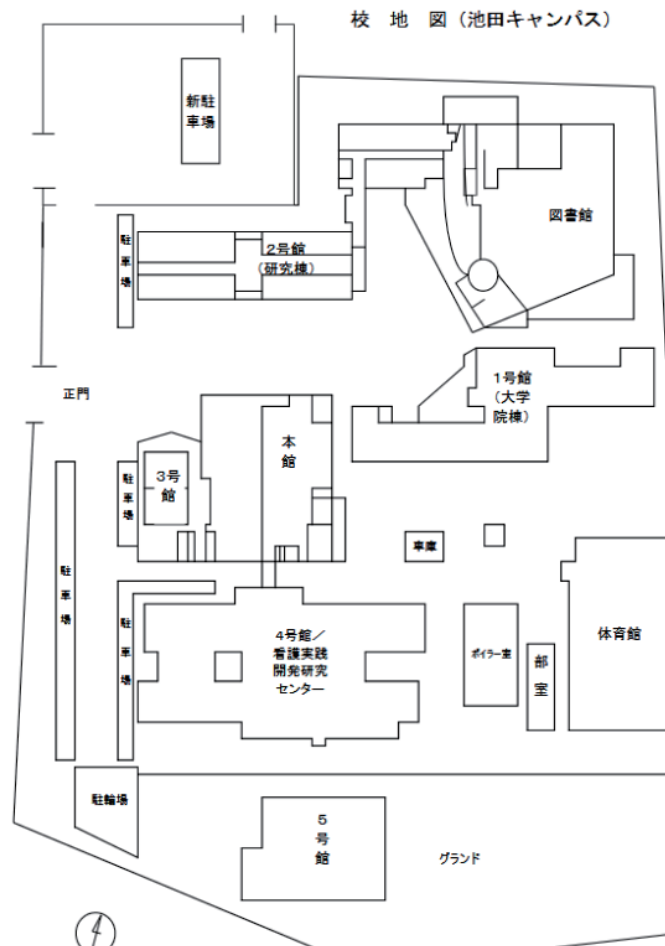 校 地 図（池田キャンパス）
新駐
車場
図書館
駐車場
2号館
（研究棟）
正門
1号館
（大学
院棟）
本館
3号
館
駐車場
車庫
駐車場
駐車場
4号館／
看護実践
開発研究
センター
ボイラー室
部室
体育館
駐輪場
5号館
グランド